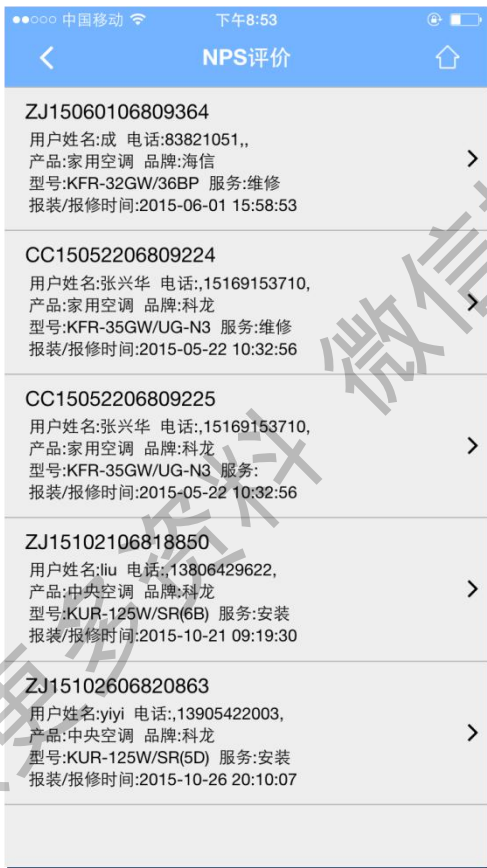 中国移动 下午8:53
NPS评价
ZJ15060106809364
用户姓名:成 电话:83821051,,
产品:家用空调 品牌:海信
型号:KFR-32GW/36BP 服务:维修
报装/报修时间:2015-06-01 15:58:53
CC15052206809224
用户姓名:张兴华 电话:,15169153710,
产品:家用空调 品牌:科龙
型号:KFR-35GW/UG-N3 服务:维修
报装/报修时间:2015-05-22 10:32:56
CC15052206809225
用户姓名:张兴华 电话:,15169153710,
产品:家用空调 品牌:科龙
型号:KFR-35GW/UG-N3 服务:
报装/报修时间:2015-05-22 10:32:56
ZJ15102106818850
用户姓名:liu 电话:,13806429622,
产品:中央空调 品牌:科龙
型号:KUR-125W/SR(6B) 服务:安装
报装/报修时间:2015-10-21 09:19:30
ZJ15102606820863
用户姓名:yiyi 电话:,13905422003,
产品:中央空调 品牌:科龙
型号:KUR-125W/SR(5D) 服务:安装
报装/报修时间:2015-10-26 20:10:07
更多资料 微信